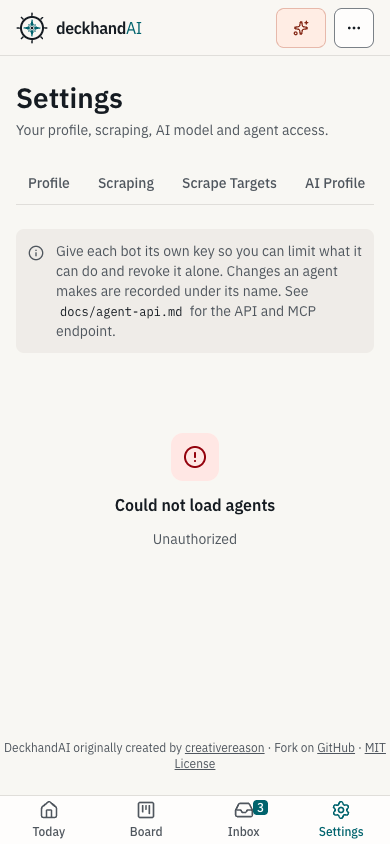 deckhandAI
Settings
Your profile, scraping, AI model and agent access.
Profile Scraping Scrape Targets AI Profile
Give each bot its own key so you can limit what it
can do and revoke it alone. Changes an agent
makes are recorded under its name. See
docs/agent-api.md for the API and MCP
endpoint.
Could not load agents
Unauthorized
DeckhandAI originally created by creativereason · Fork on GitHub · MIT
License
3
Today Board Inbox Settings